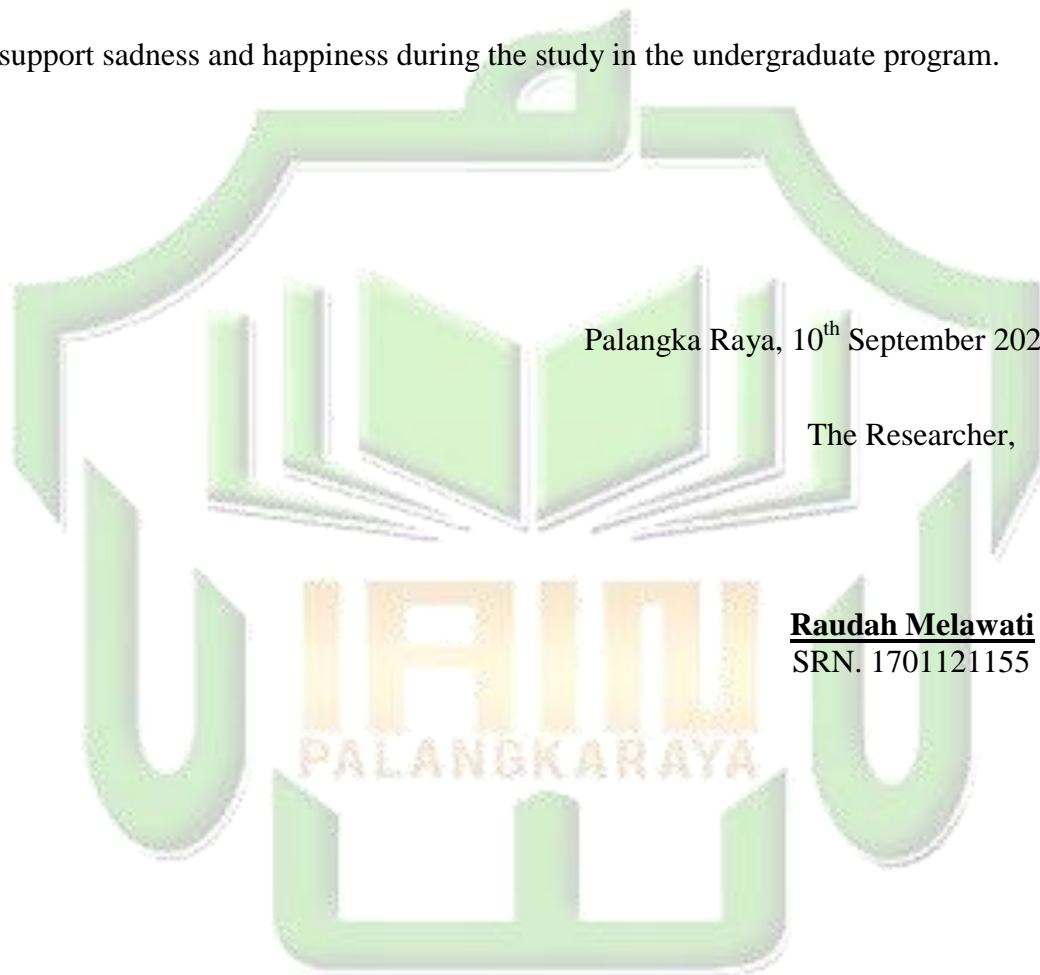 support sadness and happiness during the study in the undergraduate program.
Palangka Raya, 10th September 202
The Researcher,
IAIN
PALANGKARAYA
Raudah Melawati
SRN. 1701121155